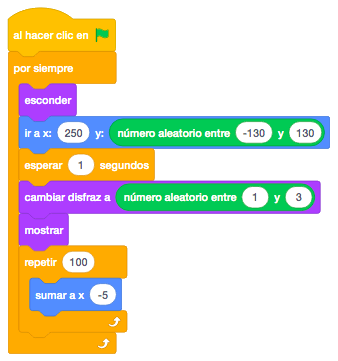 al hacer clic en
por siempre
esconder
ir a x: 250 y: número aleatorio entre -130 y 130
esperar 1 segundos
cambiar disfraz a número aleatorio entre 1 y 3
mostrar
repetir 100
sumar a x -5